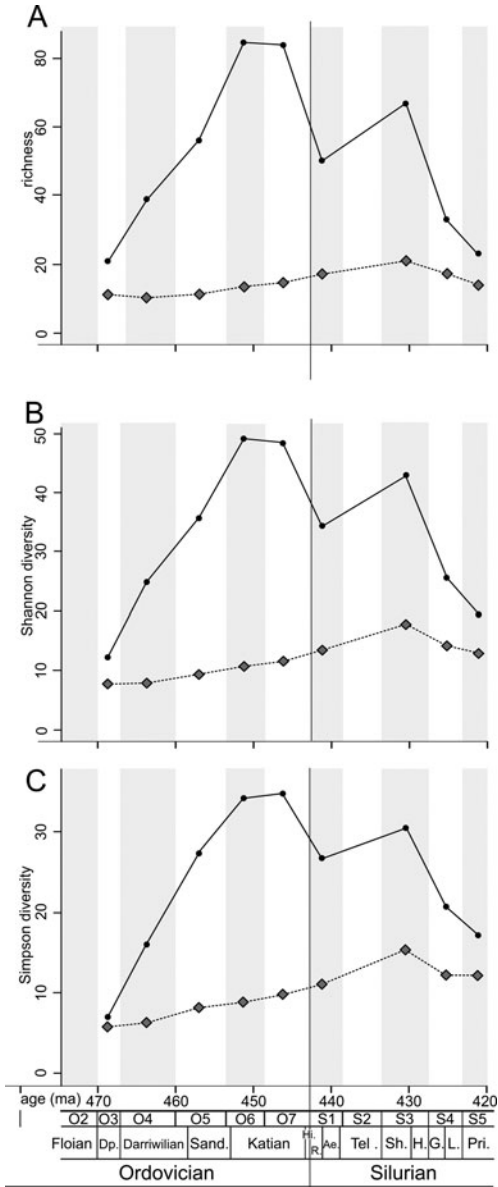 A
80
60
40
20
0
richness
B
50
40
30
20
10
0
Shannon diversity
C
30
20
10
0
Simpson diversity
age (ma) 470 460 450 440 430 420
O2 O3 O4 O5 O6 O7 S1 S2 S3 S4 S5
Floian Dp. Darriwilian Sand. Katian Hi. R. Ae. Tel . Sh. H. G. L. Pri.
Ordovician Silurian